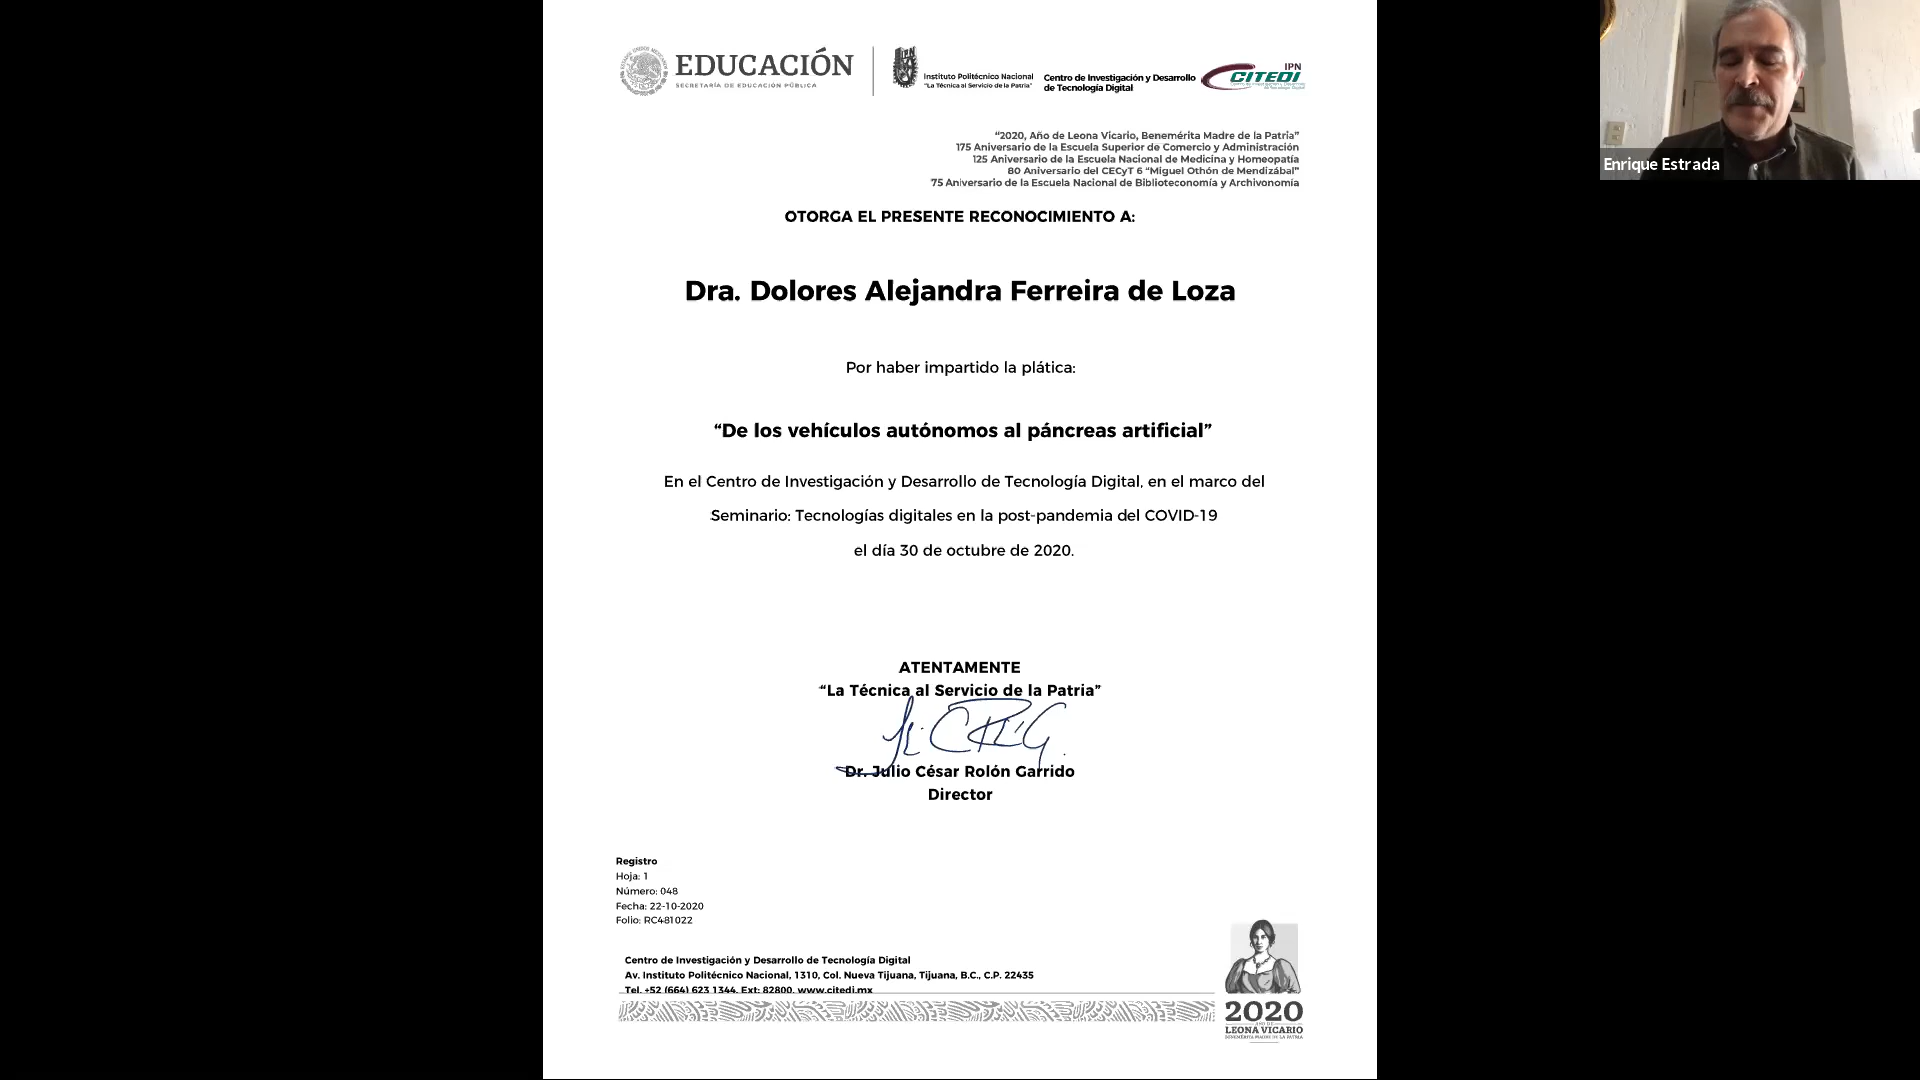 EDUCACIÓN
SECRETARÍA DE EDUCACIÓN PÚBLICA
Instituto Politécnico Nacional
"La Técnica al Servicio de la Patria"
Centro de Investigación y Desarrollo
de Tecnología Digital
IPN
CITEDI
Enrique Estrada
“2020, Año de Leona Vicario, Benemérita Madre de la Patria”
175 Aniversario de la Escuela Superior de Comercio y Administración
125 Aniversario de la Escuela Nacional de Medicina y Homeopatía
80 Aniversario del CECyT 6 “Miguel Othón de Mendizábal”
75 Aniversario de la Escuela Nacional de Biblioteconomía y Archivonomía
OTORGA EL PRESENTE RECONOCIMIENTO A:
Dra. Dolores Alejandra Ferreira de Loza
Por haber impartido la plática:
“De los vehículos autónomos al páncreas artificial”
En el Centro de Investigación y Desarrollo de Tecnología Digital, en el marco del
Seminario: Tecnologías digitales en la post-pandemia del COVID-19
el día 30 de octubre de 2020.
ATENTAMENTE
“La Técnica al Servicio de la Patria”
Dr. Julio César Rolón Garrido
Director
Registro
Hoja: 1
Número: 048
Fecha: 22-10-2020
Folio: RC481022
Centro de Investigación y Desarrollo de Tecnología Digital
Av. Instituto Politécnico Nacional, 1310, Col. Nueva Tijuana, Tijuana, B.C., C.P. 22435
Tel. +52 (664) 623 1344, Ext: 82800, www.citedi.mx
2020
AÑO DE
LEONA VICARIO
BENEMÉRITA MADRE DE LA PATRIA